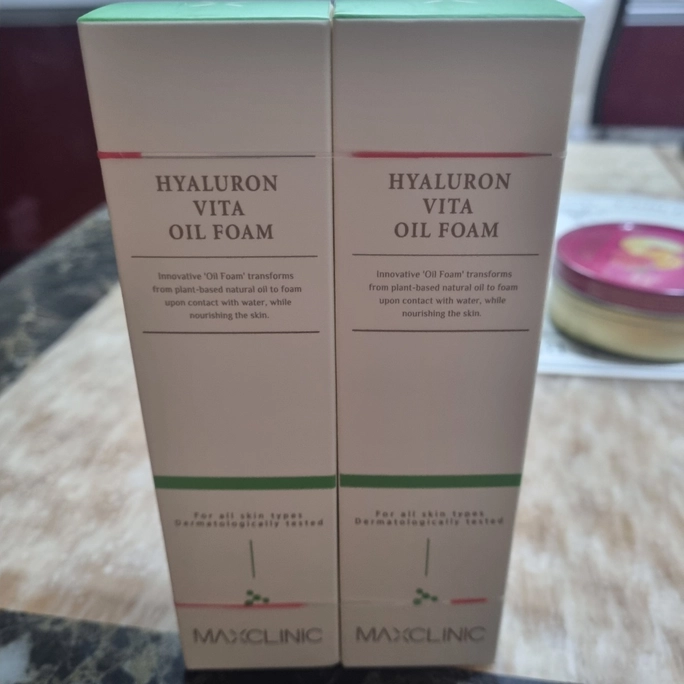 HYALURON
VITA
OIL FOAM
Innovative 'Oil Foam' transforms
from plant-based natural oil to foam
upon contact with water, while
nourishing the skin.
For all skin types
Dermatologically tested
MAXCLINIC
HYALURON
VITA
OIL FOAM
Innovative 'Oil Foam' transforms
from plant-based natural oil to foam
upon contact with water, while
nourishing the skin.
For all skin types
Dermatologically tested
MAXCLINIC